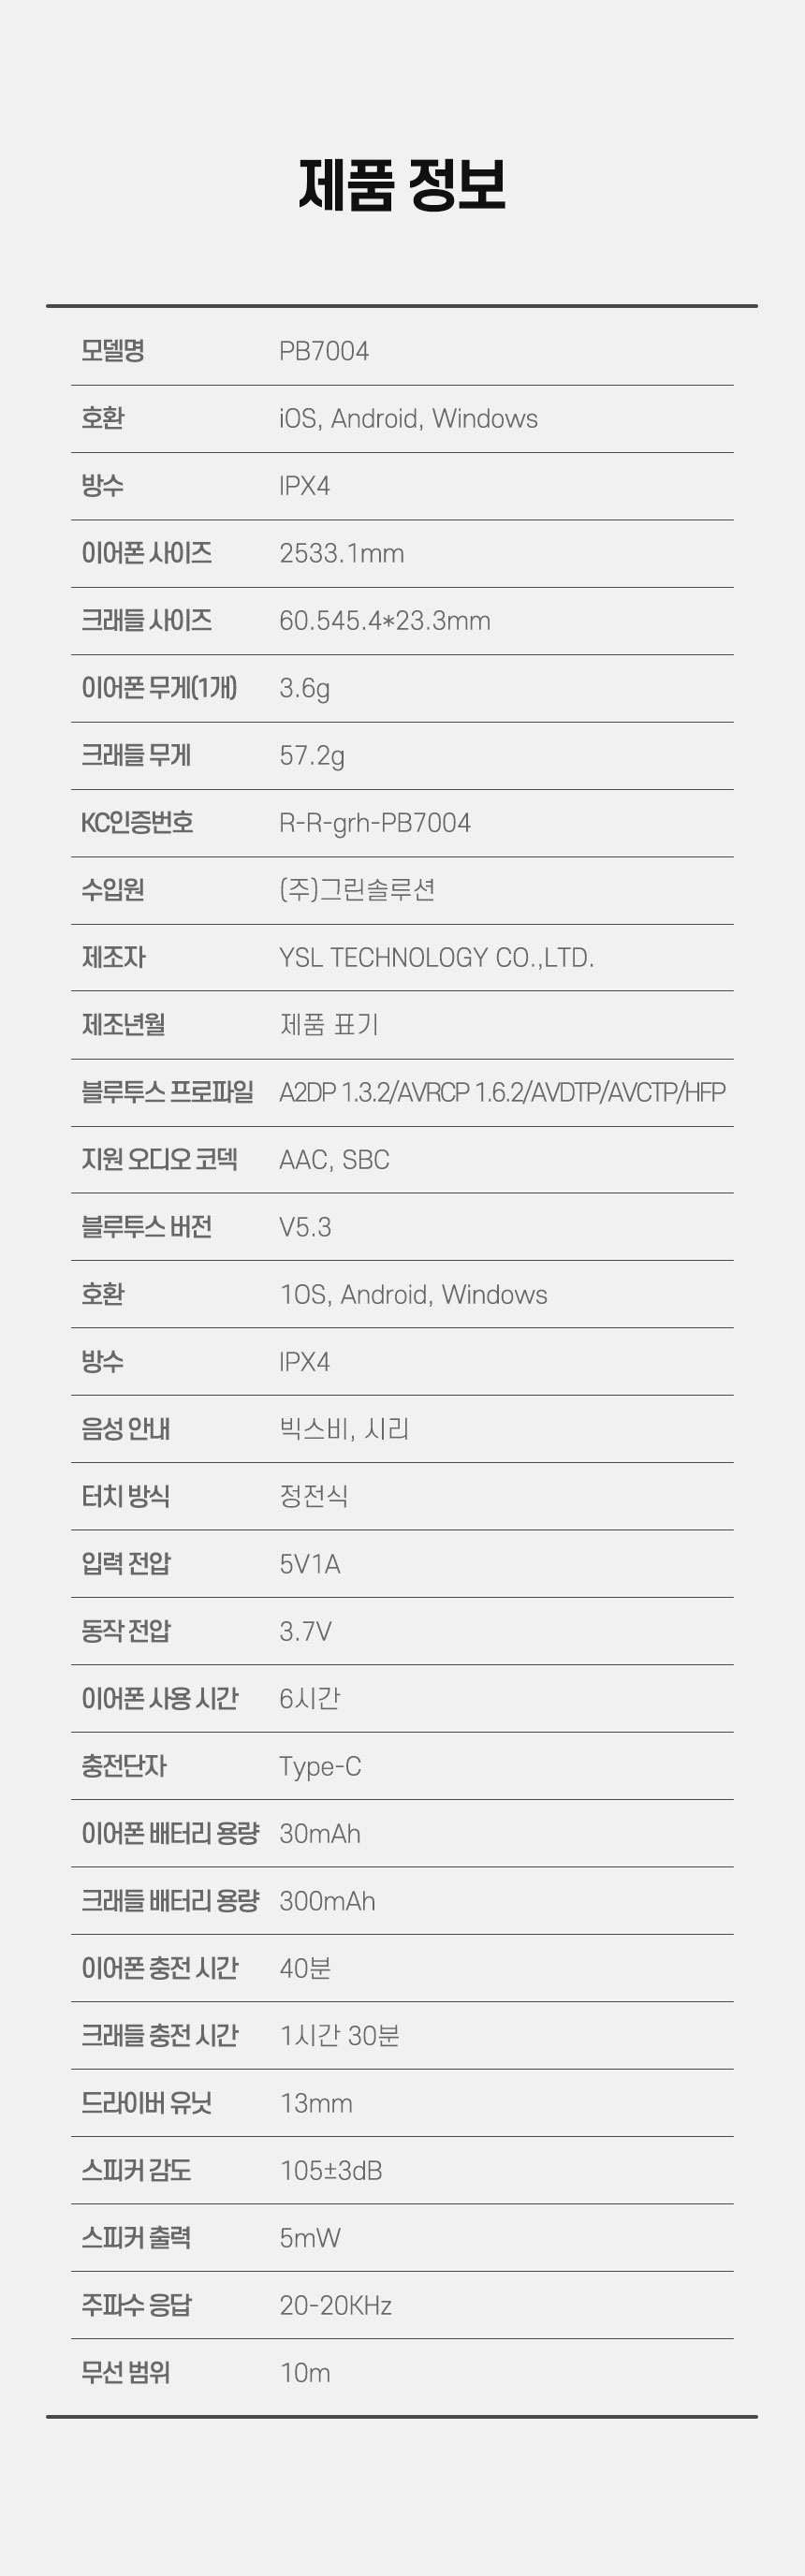 제품 정보
모델명 PB7004
호환 iOS, Android, Windows
방수 IPX4
이어폰 사이즈 2533.1mm
크래들 사이즈 60.545.4*23.3mm
이어폰 무게(1개) 3.6g
크래들 무게 57.2g
KC인증번호 R-R-grh-PB7004
수입원 (주)그린솔루션
제조자 YSL TECHNOLOGY CO.,LTD.
제조년월 제품 표기
블루투스 프로파일 A2DP 1.3.2/AVRCP 1.6.2/AVDTP/AVCTP/HFP
지원 오디오 코덱 AAC, SBC
블루투스 버전 V5.3
호환 1OS, Android, Windows
방수 IPX4
음성 안내 빅스비, 시리
터치 방식 정전식
입력 전압 5V1A
동작 전압 3.7V
이어폰 사용 시간 6시간
충전단자 Type-C
이어폰 배터리 용량 30mAh
크래들 배터리 용량 300mAh
이어폰 충전 시간 40분
크래들 충전 시간 1시간 30분
드라이버 유닛 13mm
스피커 감도 105±3dB
스피커 출력 5mW
주파수 응답 20-20KHz
무선 범위 10m